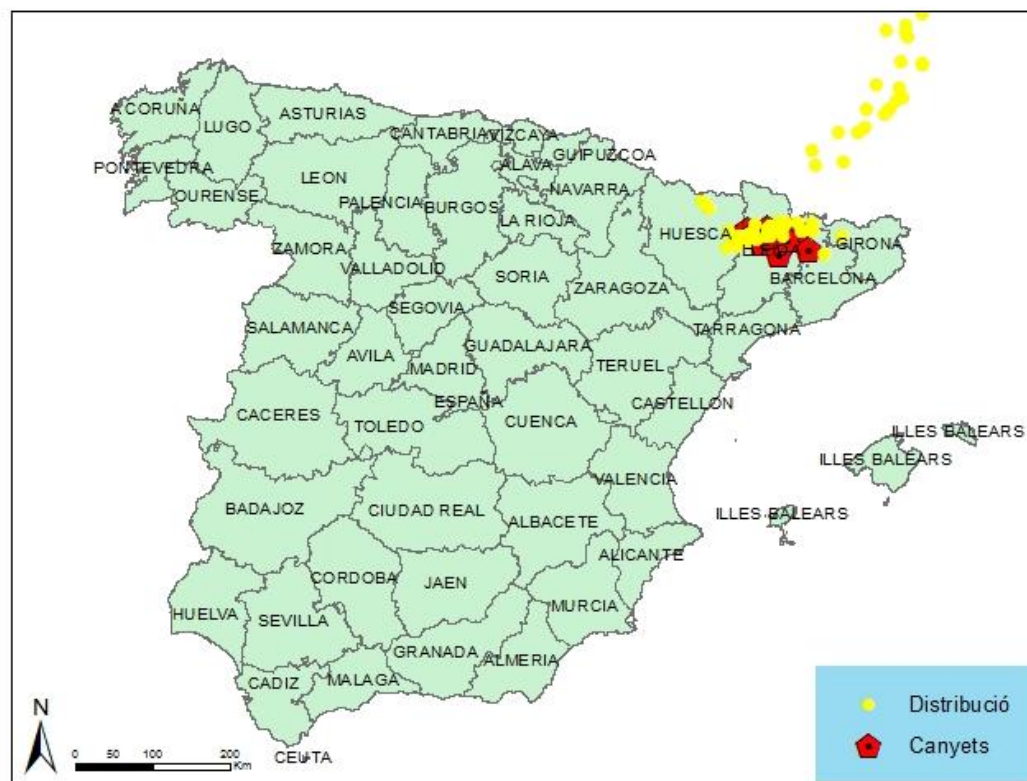 A CORUÑA
LUGO
ASTURIAS
CANTABRIA
VIZCAYA
GUIPUZCOA
ALAVA
NAVARRA
PONTEVEDRA
OURENSE
LEON
PALENCIA
BURGOS
LA RIOJA
HUESCA
GIRONA
BARCELONA
ZAMORA
VALLADOLID
SORIA
ZARAGOZA
SEGOVIA
SALAMANCA
AVILA
MADRID
GUADALAJARA
TERUEL
TARRAGONA
CACERES
TOLEDO
ESPAÑA
CUENCA
CASTELLON
ILLES BALEARS
ILLES BALEARS
ILLES BALEARS
VALENCIA
BADAJOZ
CIUDAD REAL
ALBACETE
ALICANTE
CORDOBA
JAEN
MURCIA
HUELVA
SEVILLA
GRANADA
ALMERIA
CADIZ
MALAGA
CEUTA
N
0 50 100 200
Km
Distribució
Canyets